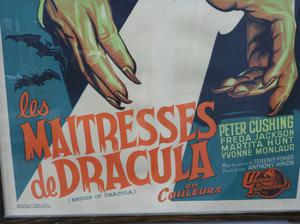 les
MAITRESSES
de DRACULA
(BRIDES OF DRACULA)
en
COULEURS
PETER CUSHING
FREDA JACKSON
MARTITA HUNT
YVONNE MONLAUR
TERENCE FISHER
ANTHONY HINDS